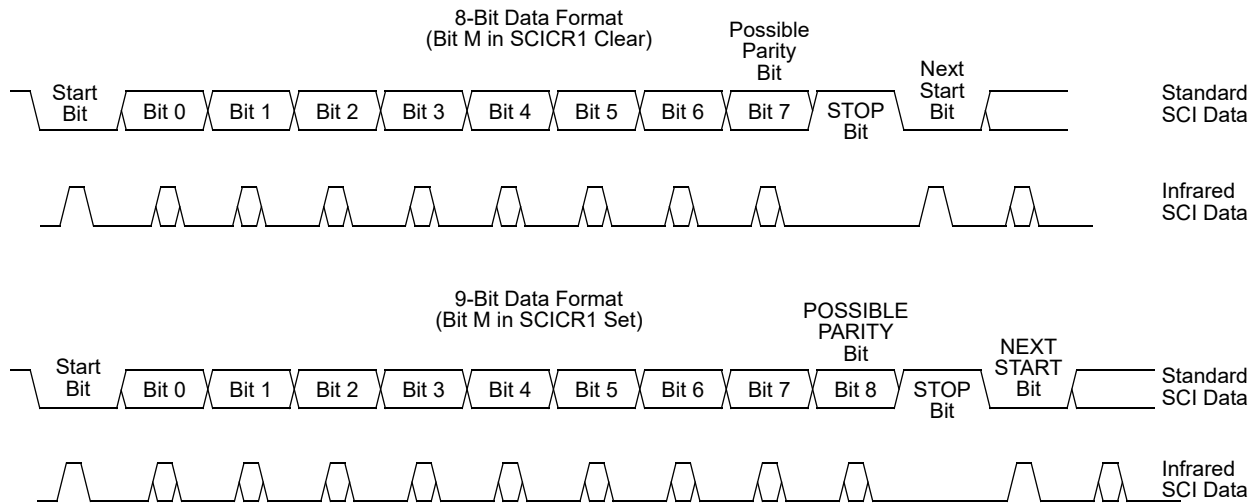 8-Bit Data Format
(Bit M in SCICR1 Clear)
Possible
Parity
Bit
Start
Bit
Bit 0
Bit 1
Bit 2
Bit 3
Bit 4
Bit 5
Bit 6
Bit 7
STOP
Bit
Next
Start
Bit
Standard
SCI Data
Infrared
SCI Data
9-Bit Data Format
(Bit M in SCICR1 Set)
POSSIBLE
PARITY
Bit
Start
Bit
Bit 0
Bit 1
Bit 2
Bit 3
Bit 4
Bit 5
Bit 6
Bit 7
Bit 8
STOP
Bit
NEXT
START
Bit
Standard
SCI Data
Infrared
SCI Data